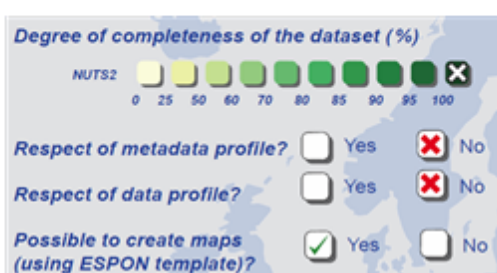 Degree of completeness of the dataset (%)
NUTS2
0 25 50 60 70 80 85 90 95 100
Respect of metadata profile? Yes No
Respect of data profile? Yes No
Possible to create maps Yes No
(using ESPON template)?